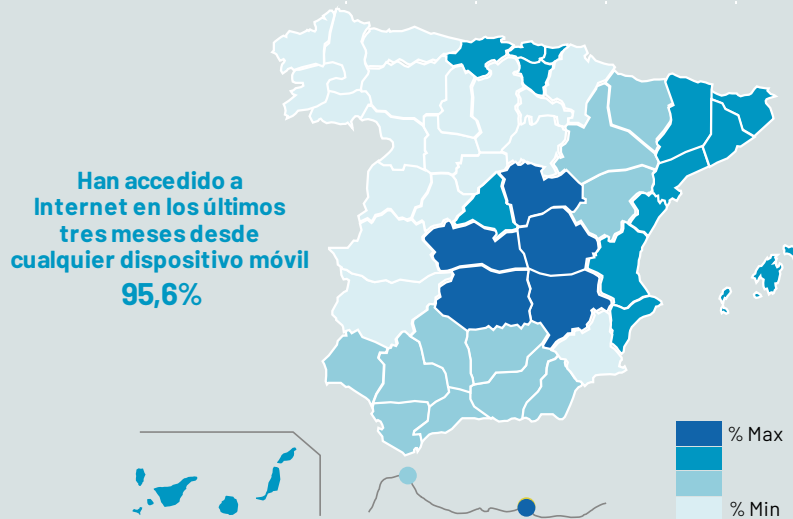 Han accedido a
Internet en los últimos
tres meses desde
cualquier dispositivo móvil
95,6%
% Max
% Min